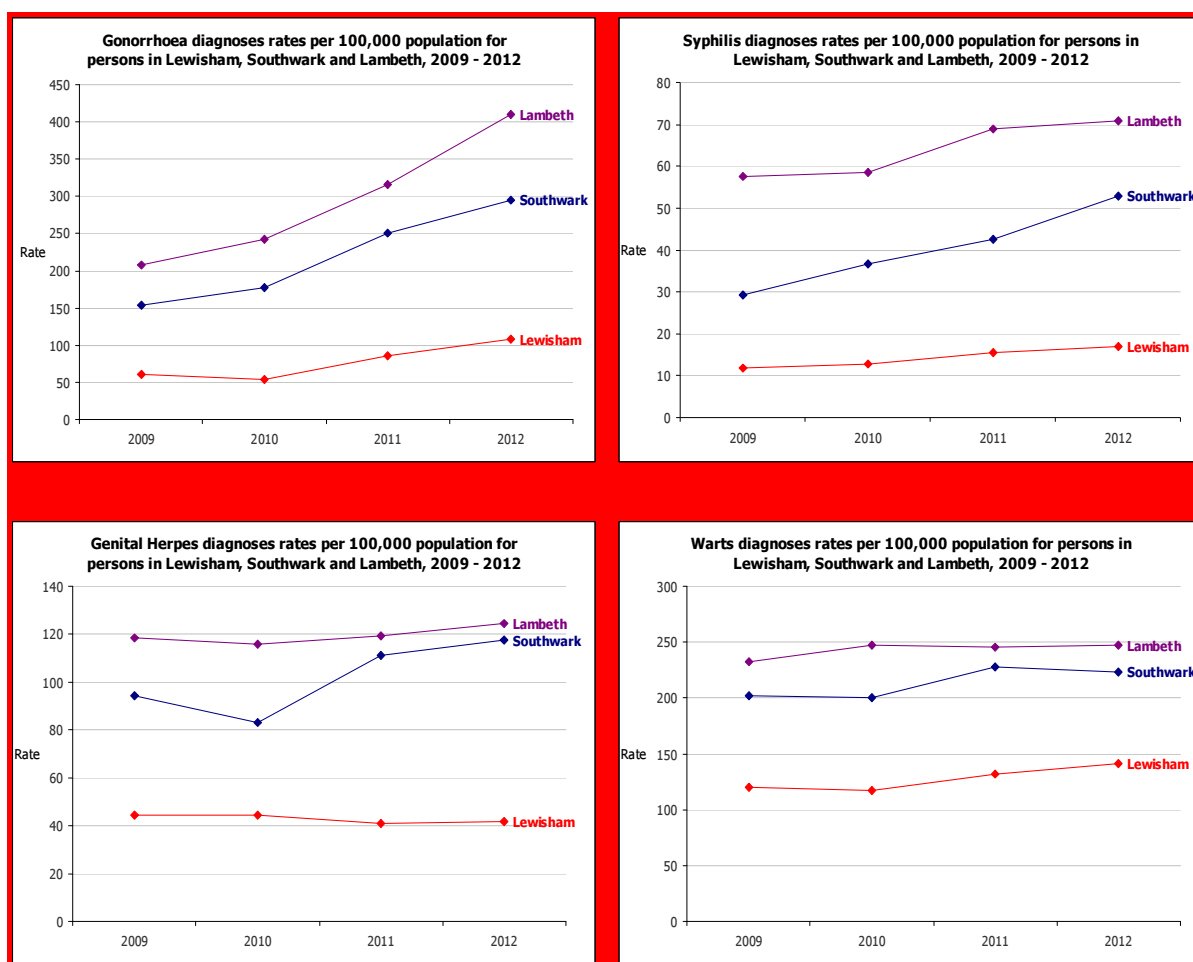 Gonorrhoea diagnoses rates per 100,000 population for
persons in Lewisham, Southwark and Lambeth, 2009 - 2012
450
400
350
300
250
200
150
100
50
0
Rate
Lambeth
Southwark
Lewisham
2009 2010 2011 2012
Syphilis diagnoses rates per 100,000 population for persons in
Lewisham, Southwark and Lambeth, 2009 - 2012
80
70
60
50
40
30
20
10
0
Rate
Lambeth
Southwark
Lewisham
2009 2010 2011 2012
Genital Herpes diagnoses rates per 100,000 population for
persons in Lewisham, Southwark and Lambeth, 2009 - 2012
140
120
100
80
60
40
20
0
Rate
Lambeth
Southwark
Lewisham
2009 2010 2011 2012
Warts diagnoses rates per 100,000 population for persons in
Lewisham, Southwark and Lambeth, 2009 - 2012
300
250
200
150
100
50
0
Rate
Lambeth
Southwark
Lewisham
2009 2010 2011 2012